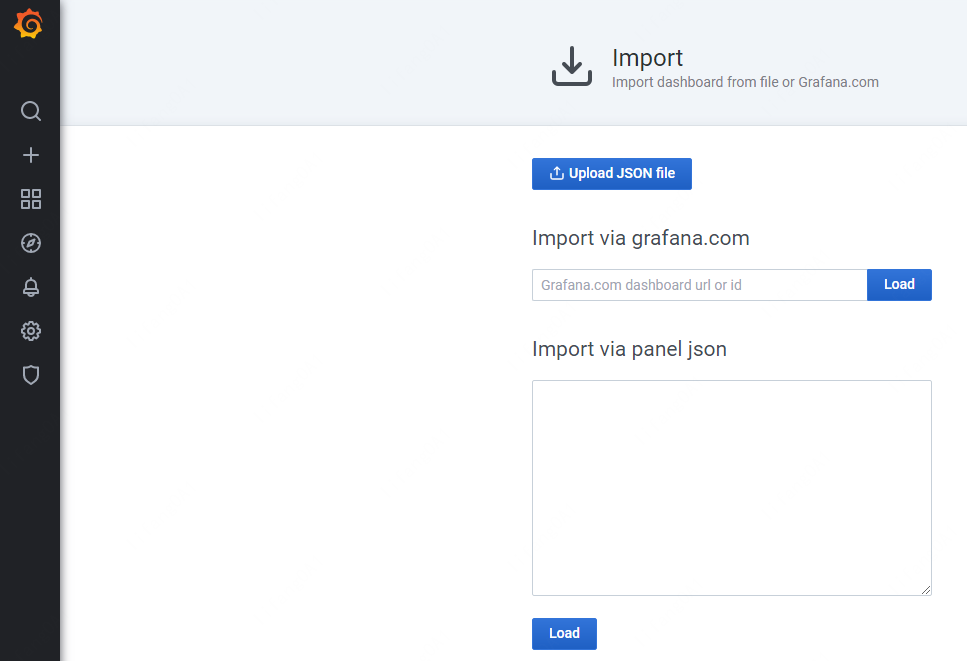 Import
Import dashboard from file or Grafana.com
Upload JSON file
Import via grafana.com
Grafana.com dashboard url or id
Load
Import via panel json
Load